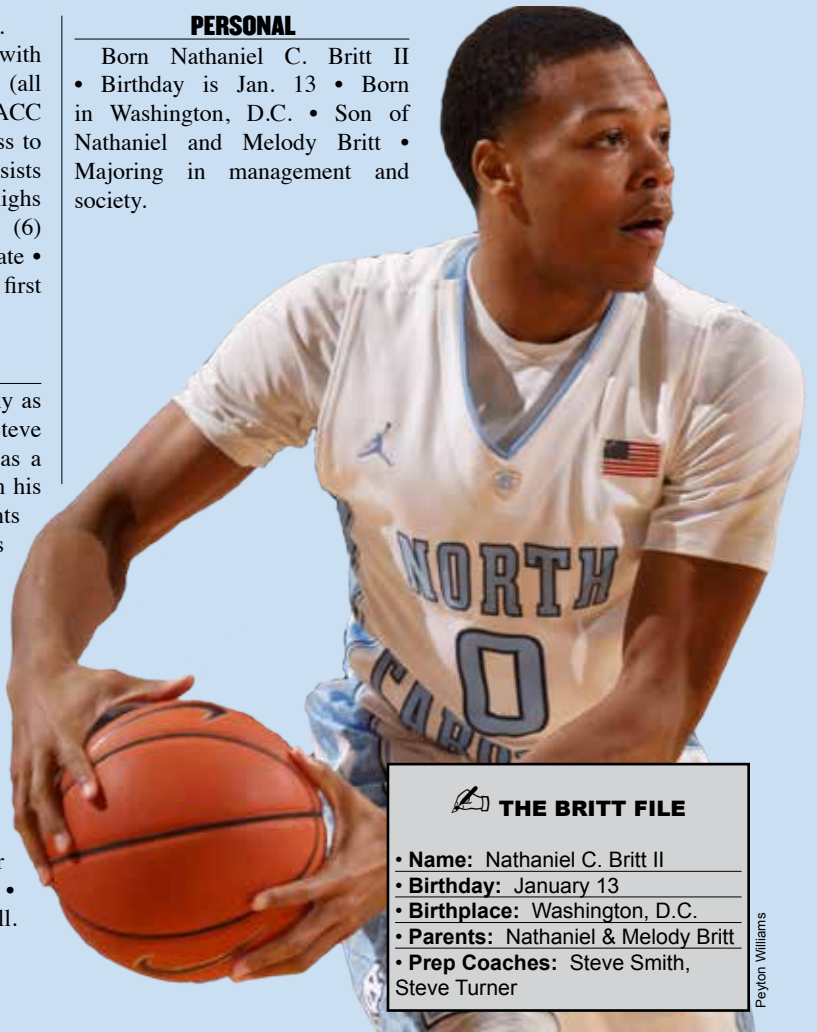 .
with
(all
ACC
ss to
sists
ighs
(6)
ate •
first
y as
teve
as a
n his
nts
s
r
•
ll.
PERSONAL
Born Nathaniel C. Britt II
• Birthday is Jan. 13 • Born
in Washington, D.C. • Son of
Nathaniel and Melody Britt •
Majoring in management and
society.
NORTH
0
THE BRITT FILE
• Name: Nathaniel C. Britt II
• Birthday: January 13
• Birthplace: Washington, D.C.
• Parents: Nathaniel & Melody Britt
• Prep Coaches: Steve Smith,
Steve Turner
Peyton Williams